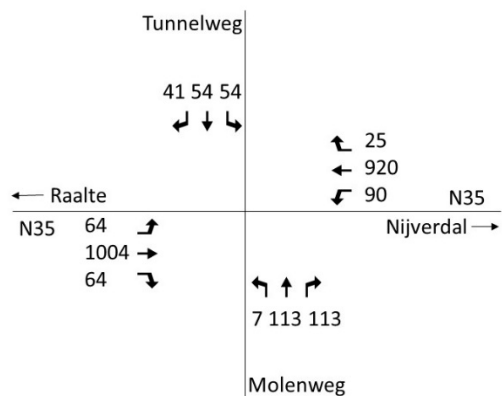 Tunnelweg
41 54 54
25
920
90
← Raalte
N35
N35
Nijverdal →
64
1004
64
7 113 113
Molenweg